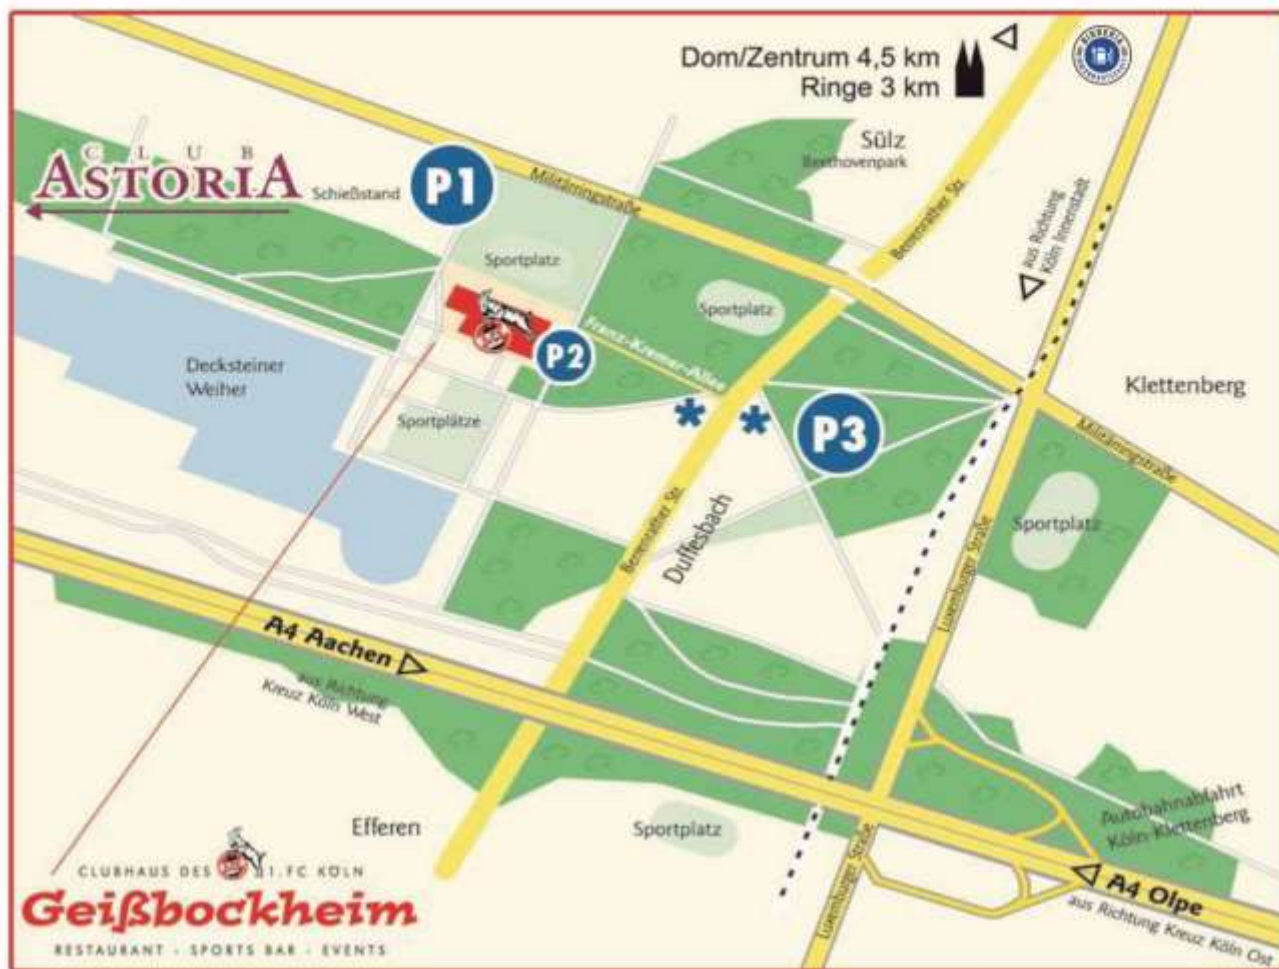 Dom/Zentrum 4,5 km
Ringe 3 km
CLUB
ASTORIA
Schießstand
P1
Militärringstraße
Sülz
Beethovenpark
Berrenrather Str.
aus Richtung
Köln Innenstadt
Sportplatz
Sportplatz
Franz-Kremer-Allee
P2
Decksteiner
Weiher
Sportplätze
*
*
P3
Klettenberg
Militärringstraße
Berrenrather Str.
Duffesbach
Sportplatz
Luxemburger Straße
A4 Aachen
aus Richtung
Kreuz Köln West
Efferen
Sportplatz
Autobahnabfahrt
Köln-Klettenberg
Luxemburger Straße
A4 Olpe
aus Richtung Kreuz Köln Ost
CLUBHAUS DES 1. FC KÖLN
Geißbockheim
RESTAURANT - SPORTS BAR - EVENTS